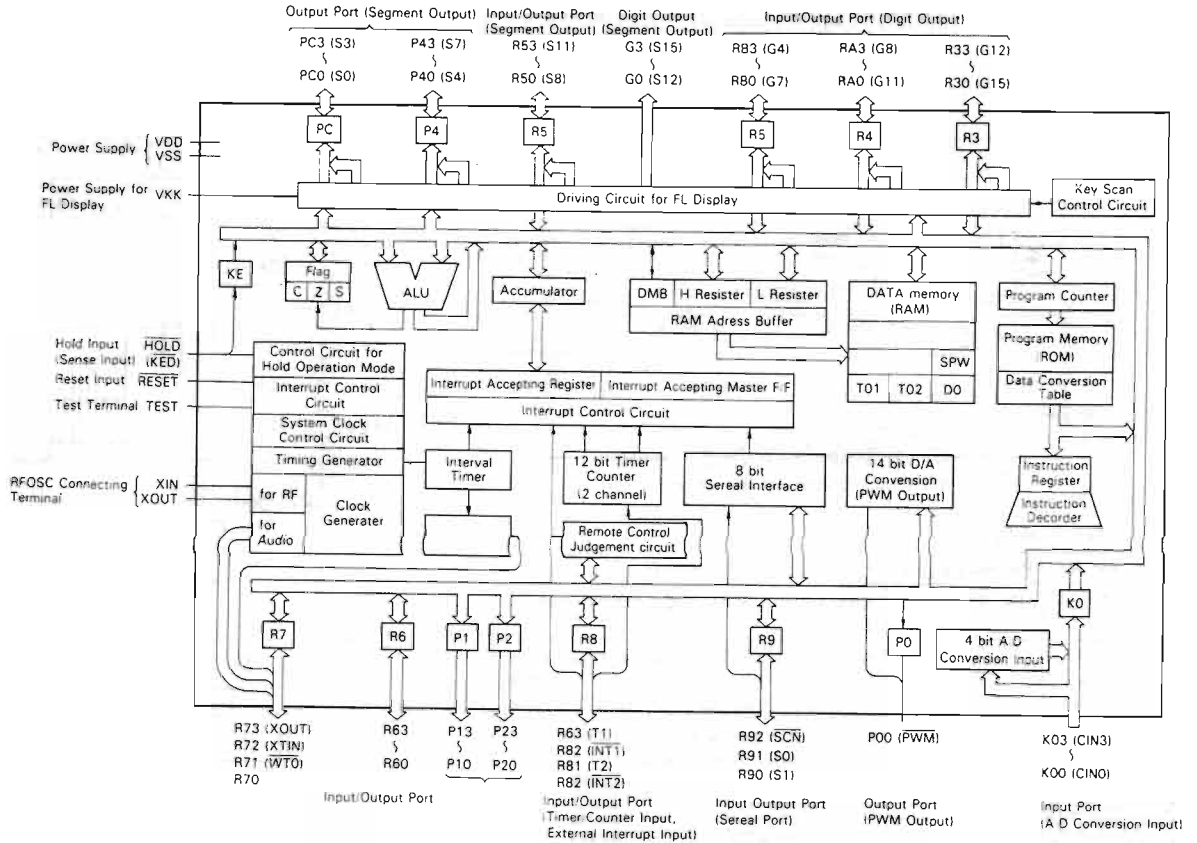 Output Port (Segment Output)
Input/Output Port
(Segment Output)
Digit Output
(Segment Output)
Input/Output Port (Digit Output)
PC3 (S3)
P43 (S7)
R53 (S11)
G3 (S15)
RB3 (G4)
RA3 (G8)
R33 (G12)
PC0 (S0)
P40 (S4)
R50 (S8)
G0 (S12)
R80 (G7)
RA0 (G11)
R30 (G15)
PC
P4
R5
R5
R4
R3
Power Supply
VDD
VSS
Power Supply for
FL Display
VKK
Driving Circuit for FL Display
Key Scan
Control Circuit
KE
Flag
C Z S
ALU
Accumulator
DMB
H Resister
L Resister
RAM Adress Buffer
DATA memory
(RAM)
SPW
TO1 TO2 DO
Program Counter
Program Memory
(ROM)
Data Conversion
Table
Hold Input HOLD
(Sense Input) (KED)
Reset Input RESET
Test Terminal TEST
RFOSC Connecting
Terminal
XIN
XOUT
Control Circuit for
Hold Operation Mode
Interrupt Control
Circuit
System Clock
Control Circuit
Timing Generator
for RF
for
Audio
Clock
Generater
Interrupt Accepting Register
Interrupt Accepting Master F/F
Interrupt Control Circuit
Interval
Timer
12 bit Timer
Counter
(2 channel)
8 bit
Sereal Interface
14 bit D/A
Convension
(PWM Output)
Instruction
Register
Instruction
Decorder
Remote Control
Judgement circuit
R7
R6
P1
P2
R8
R9
P0
K0
4 bit A D
Conversion Input
R73 (XOUT)
R72 (XTIN)
R71 (WTO)
R70
R63
R60
P13
P10
P23
P20
Input/Output Port
R63 (T1)
R82 (INT1)
R81 (T2)
R82 (INT2)
Input/Output Port
(Timer Counter Input,
External Interrupt Input)
R92 (SCN)
R91 (S0)
R90 (S1)
Input Output Port
(Sereal Port)
P00 (PWM)
Output Port
(PWM Output)
K03 (CIN3)
K00 (CIN0)
Input Port
(A D Conversion Input)